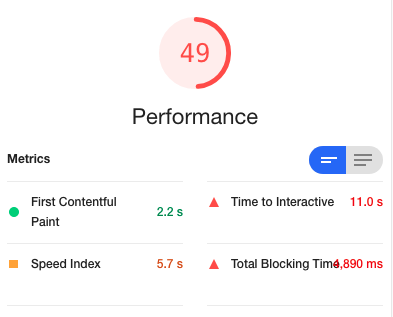 49
Performance
Metrics
First Contentful
Paint
2.2 s
Time to Interactive 11.0 s
Speed Index 5.7 s
Total Blocking Time 4,890 ms